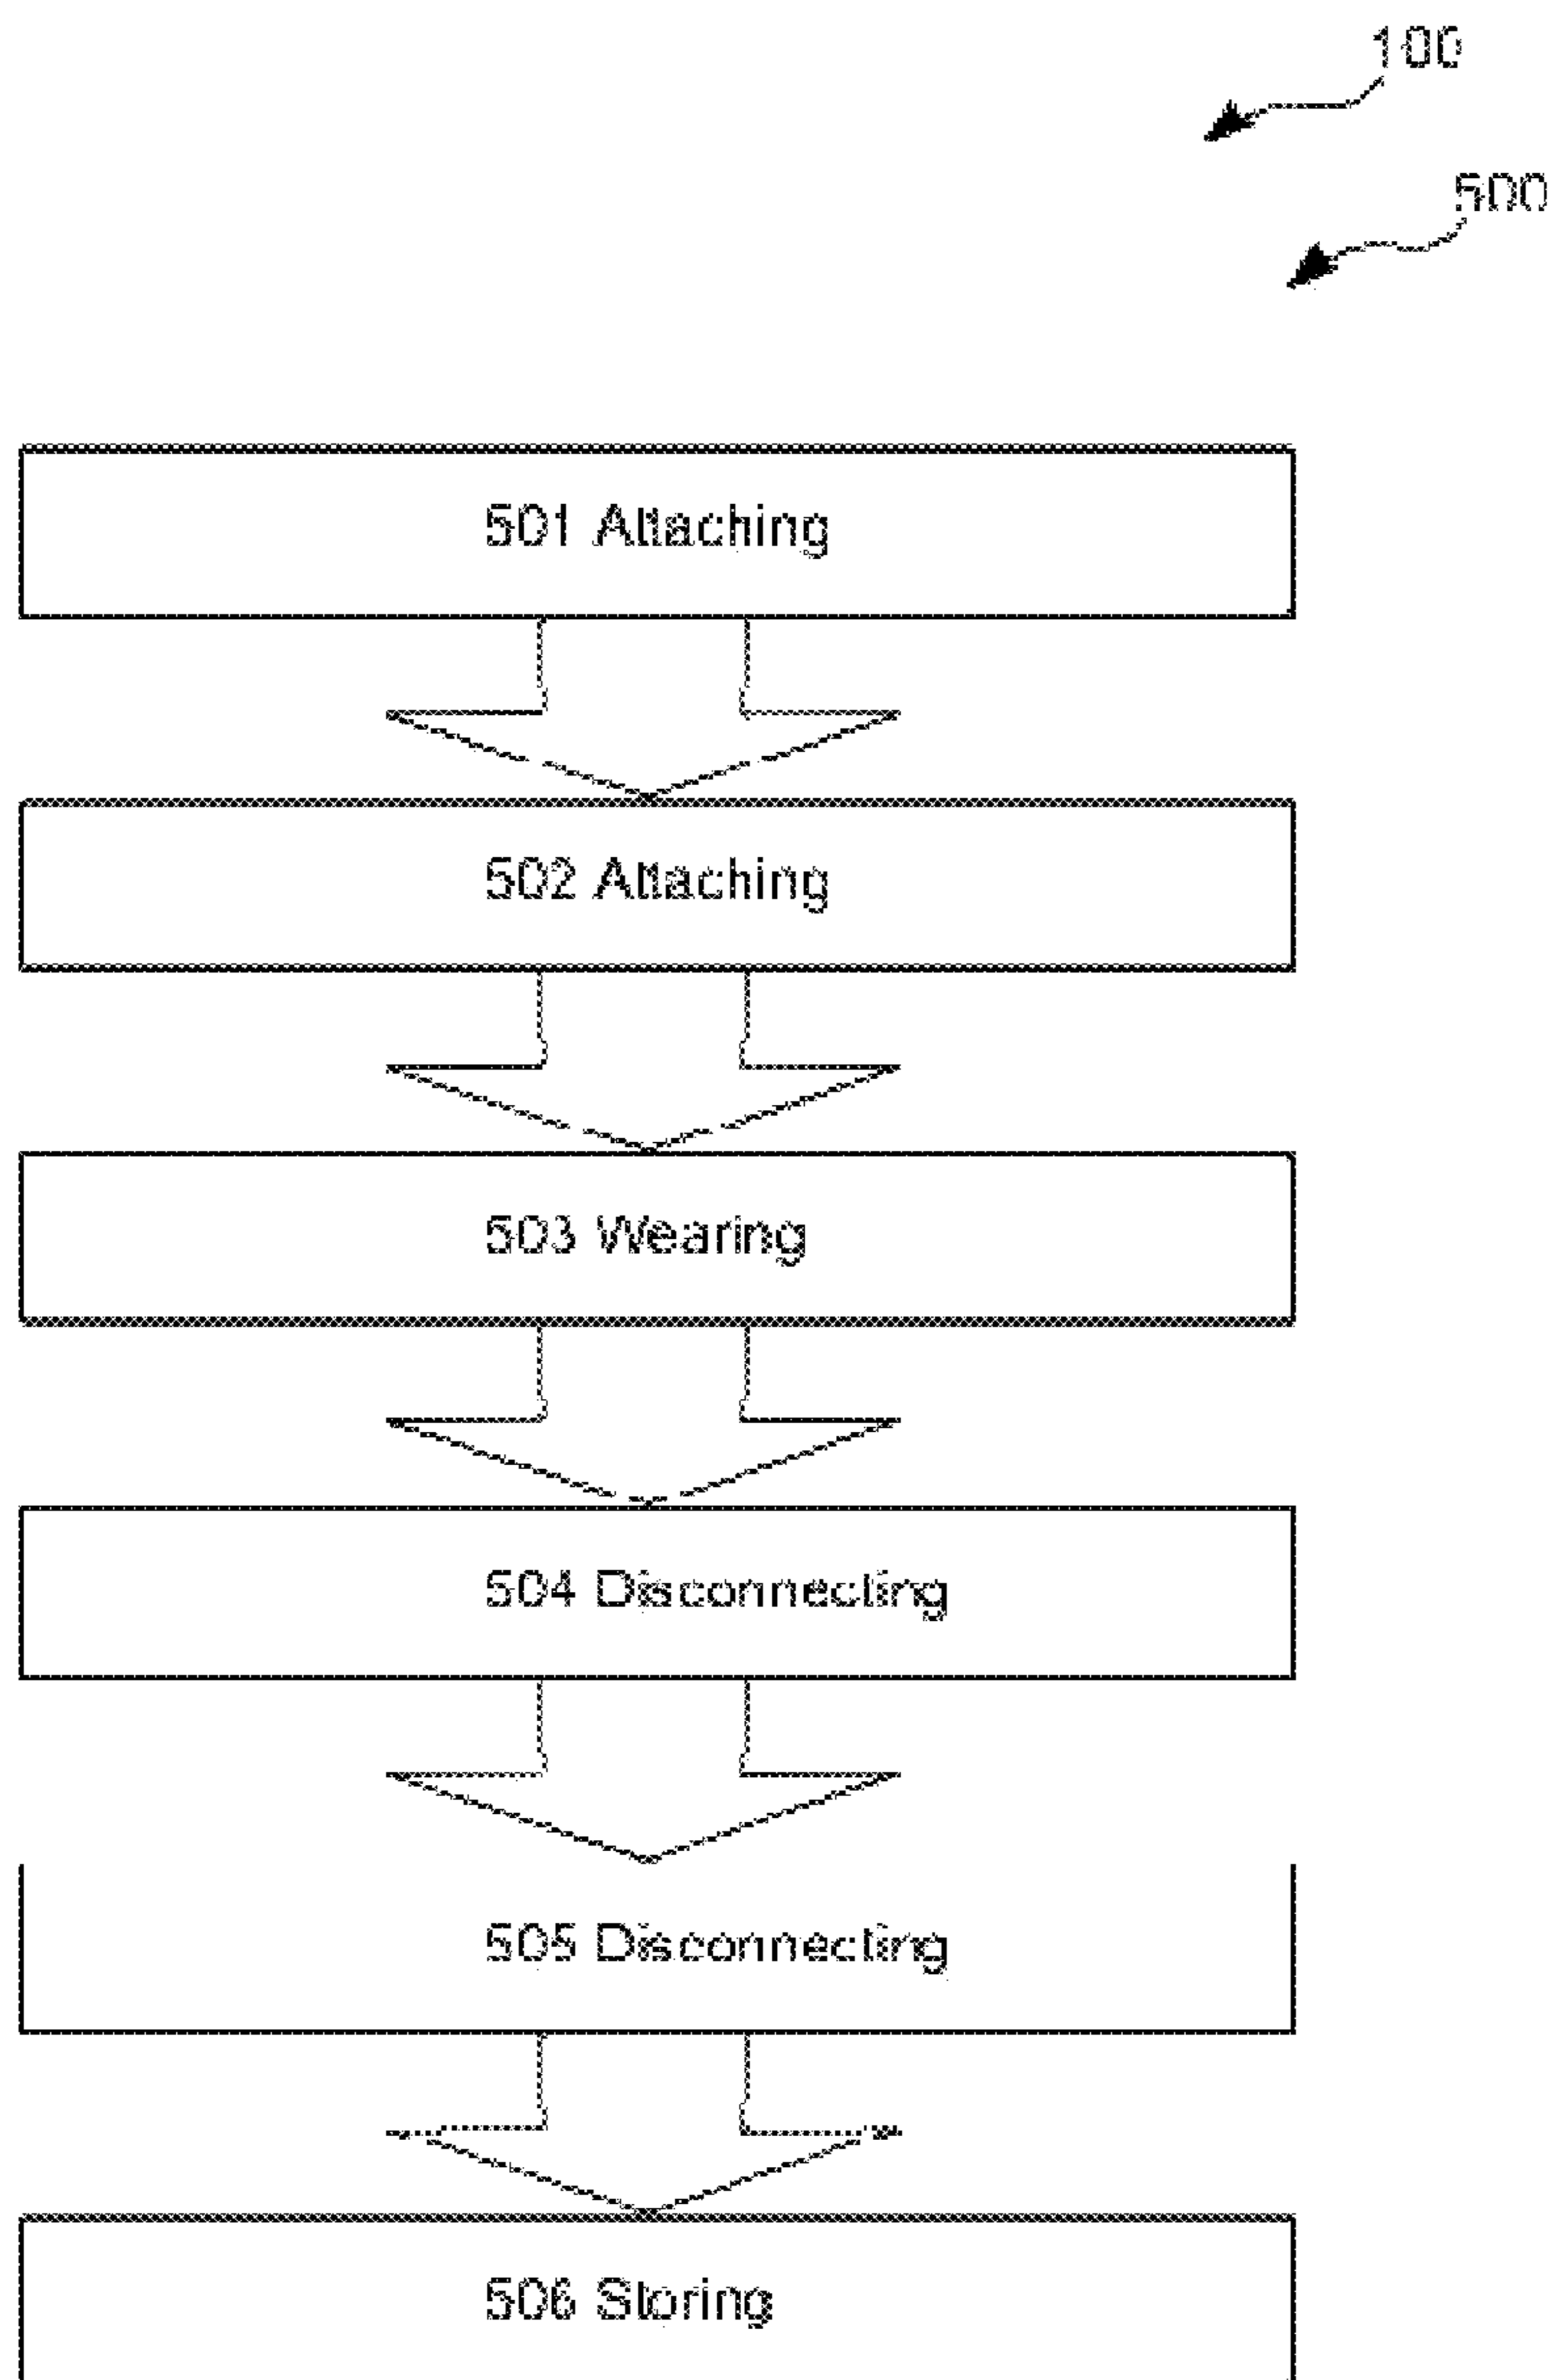 100
500
501 Attaching
502 Attaching
503 Wearing
504 Disconnecting
505 Disconnecting
506 Storing